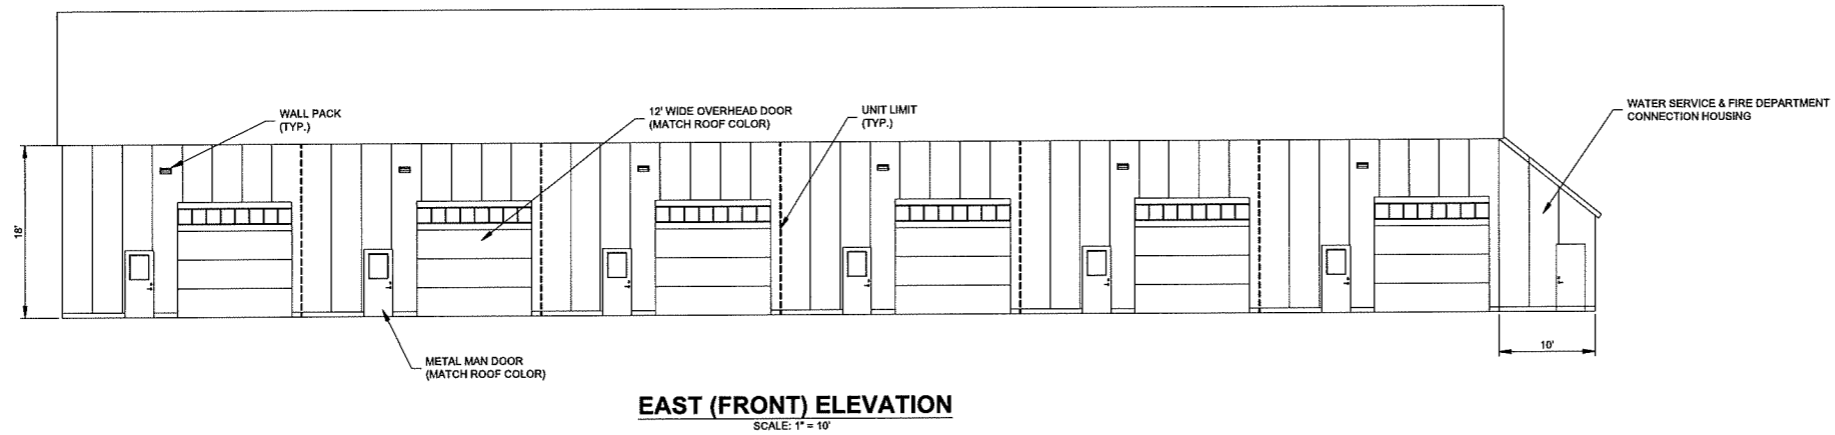 WALL PACK
(TYP.)
12' WIDE OVERHEAD DOOR
(MATCH ROOF COLOR)
UNIT LIMIT
(TYP.)
WATER SERVICE & FIRE DEPARTMENT
CONNECTION HOUSING
18'
10'
METAL MAN DOOR
(MATCH ROOF COLOR)
EAST (FRONT) ELEVATION
SCALE: 1" = 10'